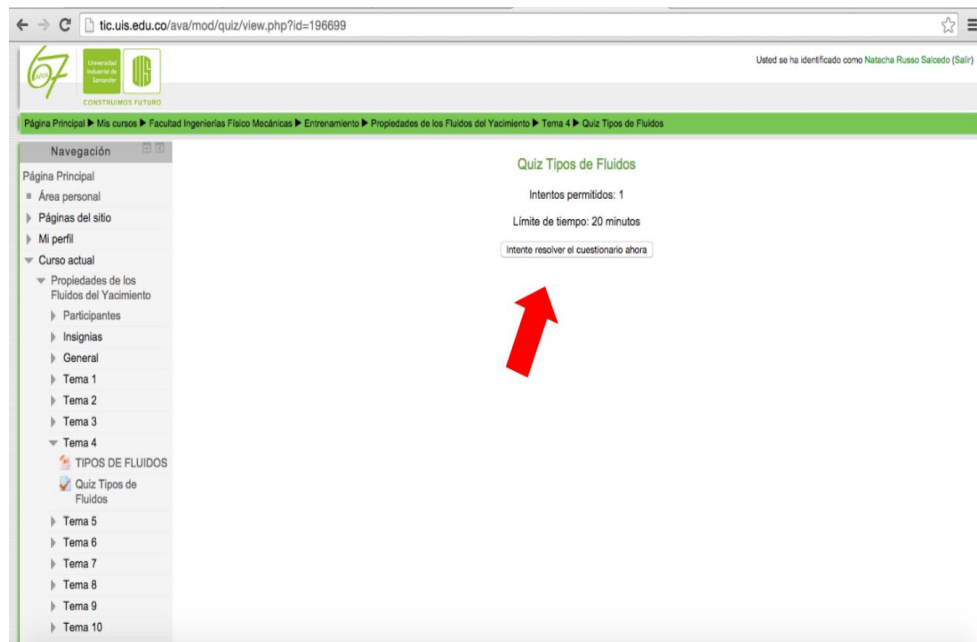 tic.uis.edu.co/ava/mod/quiz/view.php?id=196699
67
AÑOS
Universidad
Industrial de
Santander
UIS
CONSTRUIMOS FUTURO
Usted se ha identificado como Natacha Russo Salcedo (Salir)
Página Principal ▶ Mis cursos ▶ Facultad Ingenierías Físico Mecánicas ▶ Entrenamiento ▶ Propiedades de los Fluidos del Yacimiento ▶ Tema 4 ▶ Quiz Tipos de Fluidos
Navegación
Página Principal
Área personal
Páginas del sitio
Mi perfil
Curso actual
Propiedades de los
Fluidos del Yacimiento
Participantes
Insignias
General
Tema 1
Tema 2
Tema 3
Tema 4
TIPOS DE FLUIDOS
Quiz Tipos de
Fluidos
Tema 5
Tema 6
Tema 7
Tema 8
Tema 9
Tema 10
Quiz Tipos de Fluidos
Intentos permitidos: 1
Límite de tiempo: 20 minutos
Intente resolver el cuestionario ahora